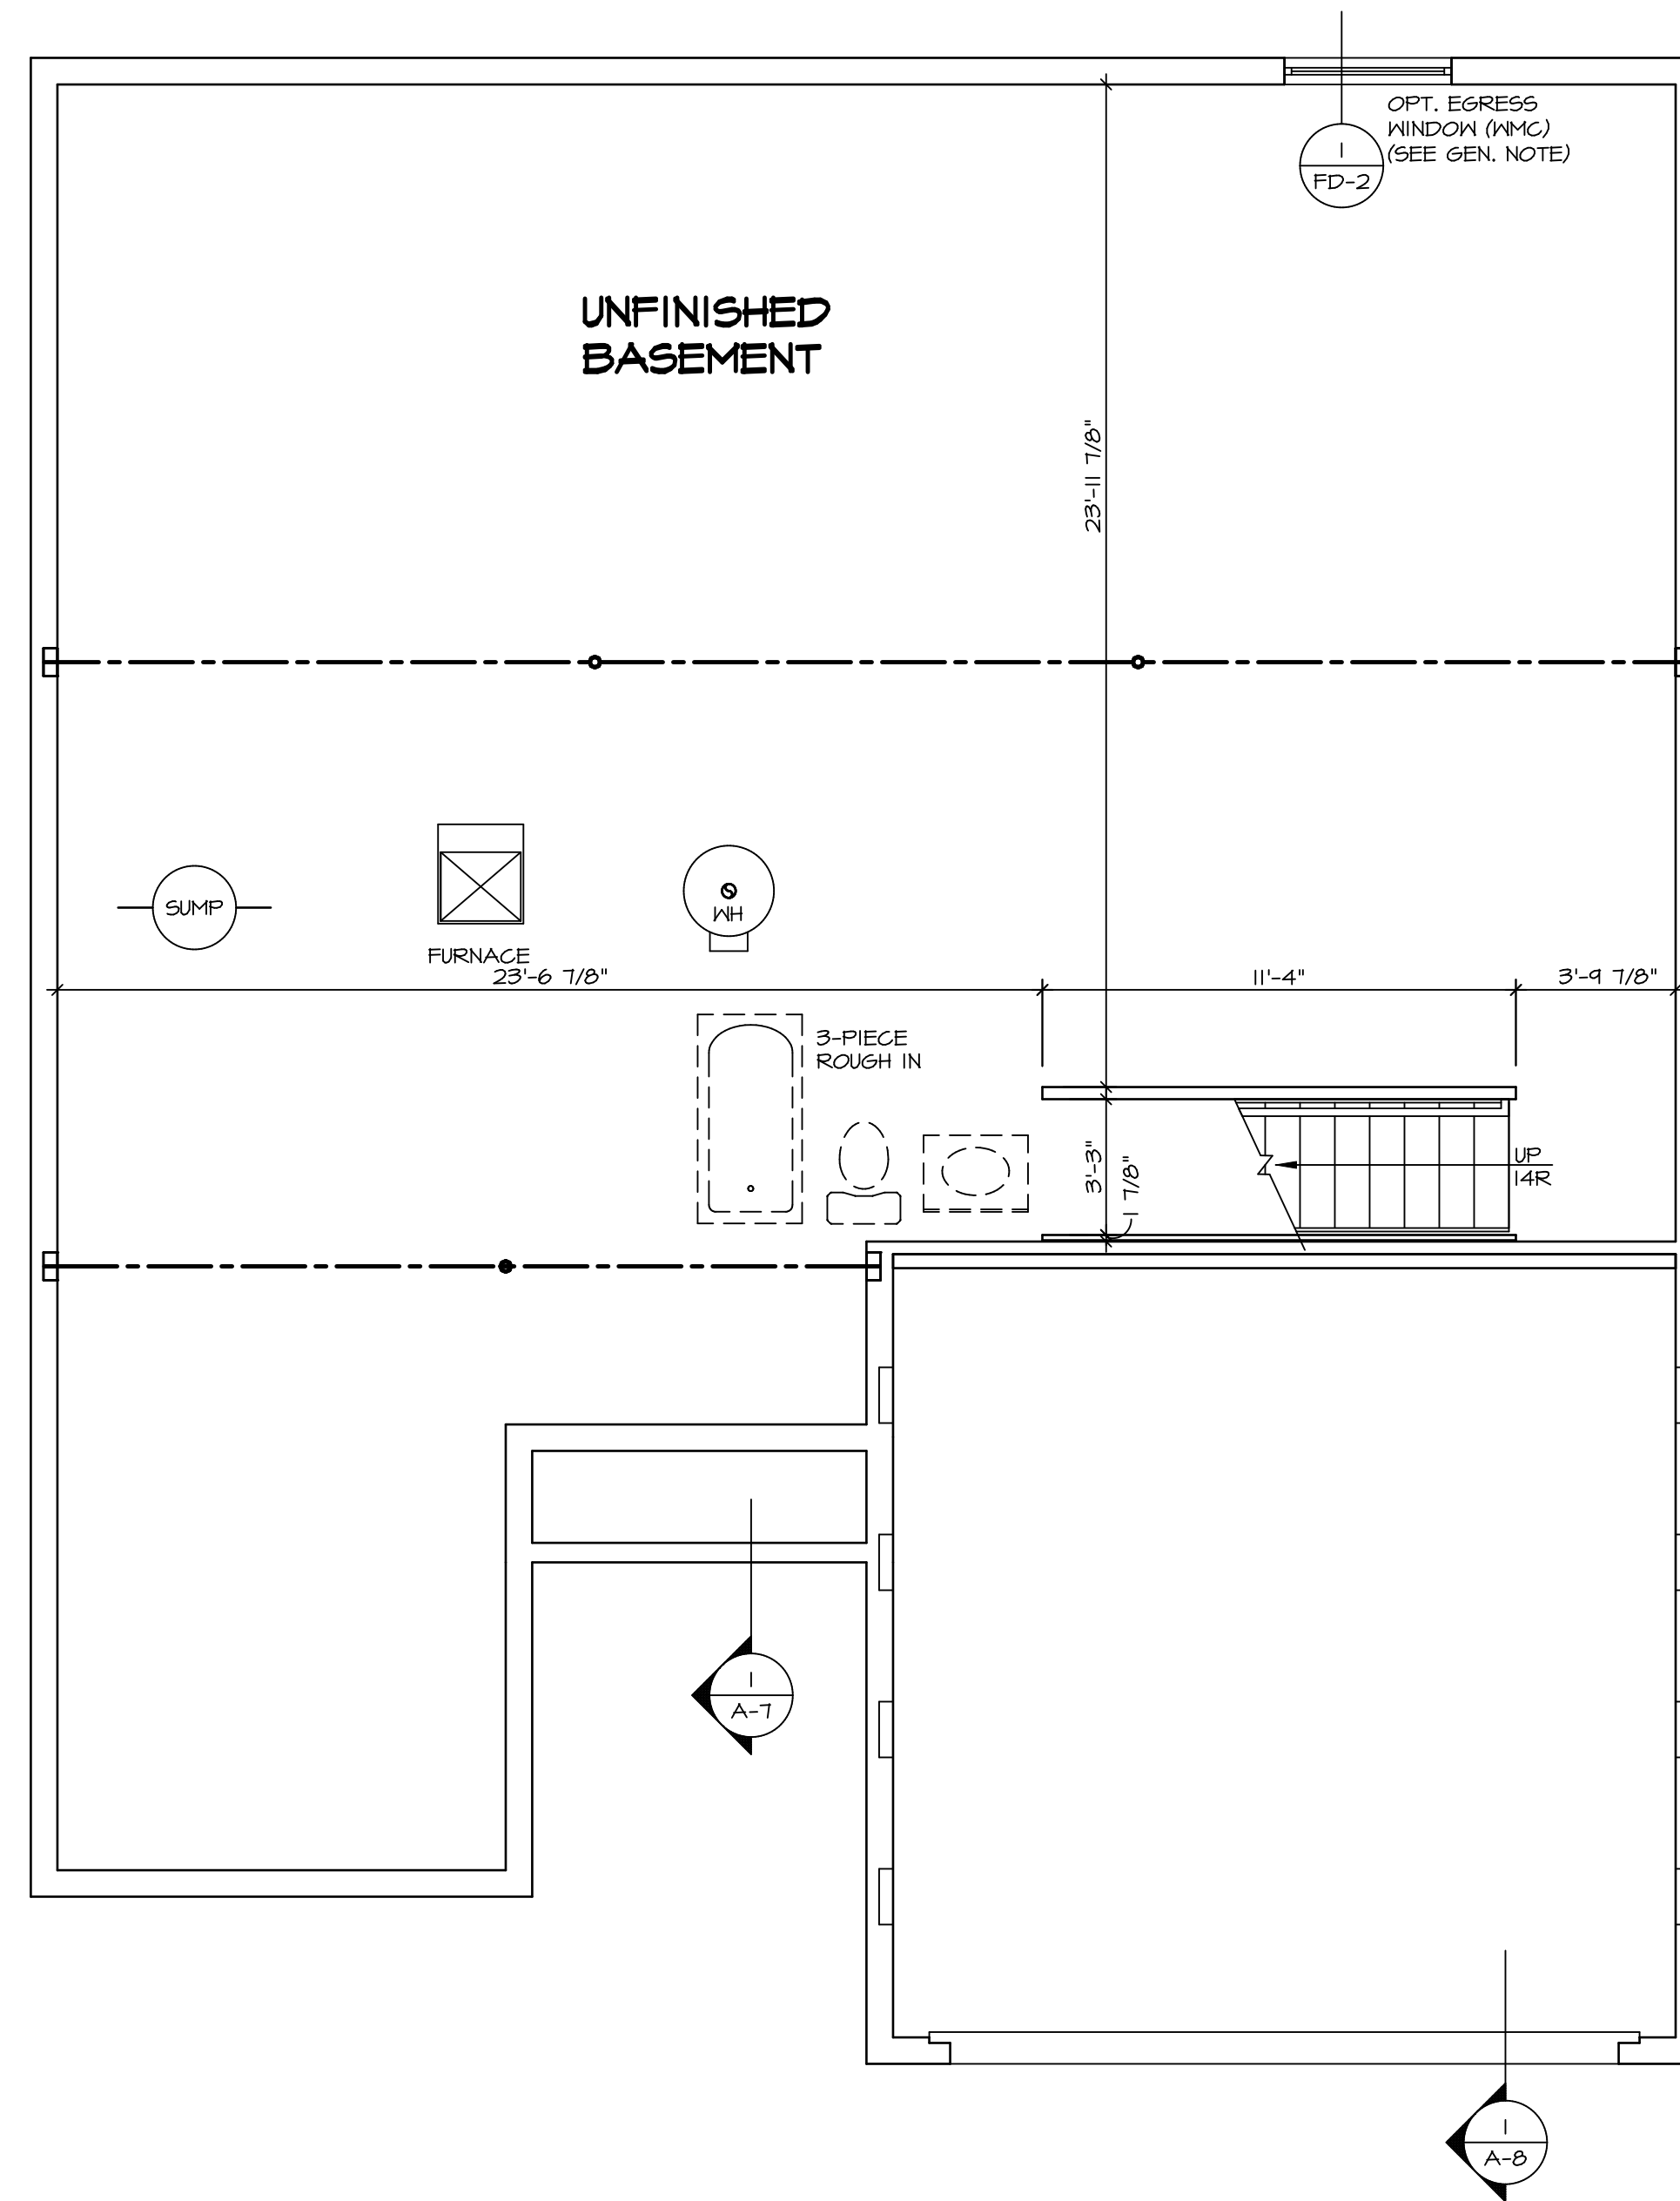 OPT. EGRESS
WINDOW (WMC)
(SEE GEN. NOTE)
1
FD-2
UNFINISHED
BASEMENT
23'-11 7/8"
SUMP
WH
FURNACE
23'-6 7/8"
11'-4"
3'-9 7/8"
3-PIECE
ROUGH IN
3'-3"
1 7/8"
UP
14R
1
A-7
1
A-8